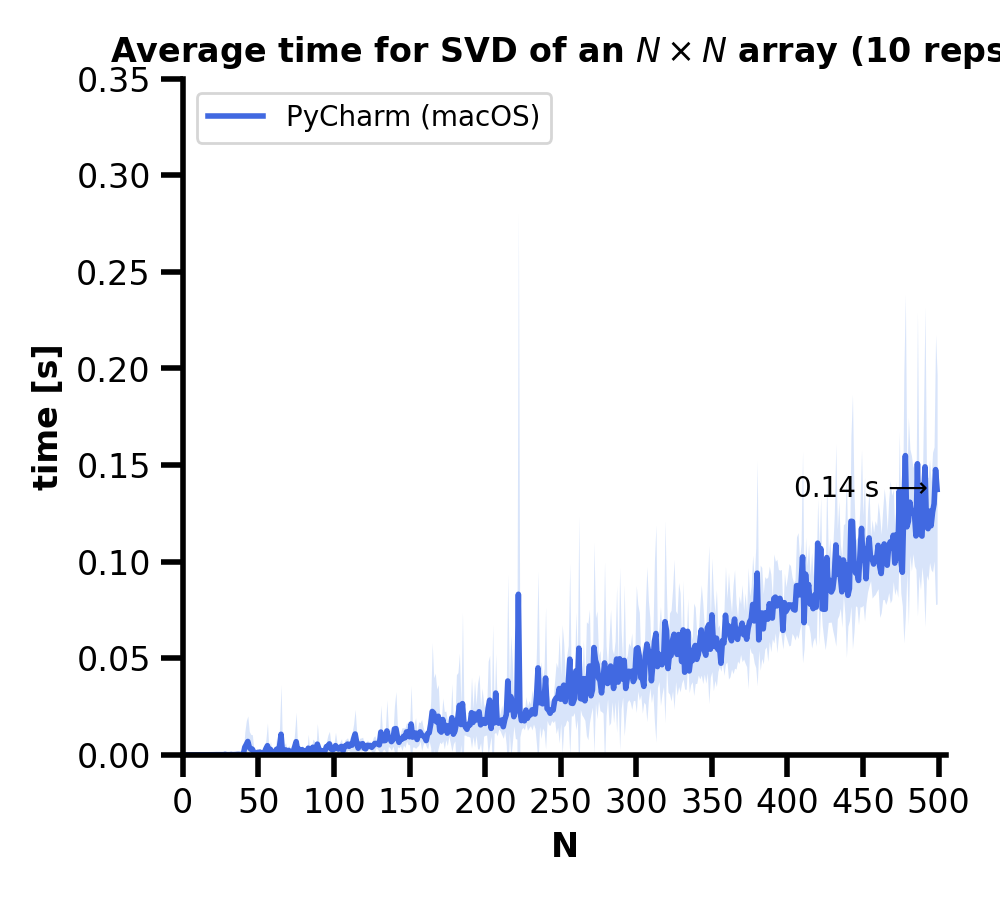 Average time for SVD of an N × N array (10 reps
0.35
PyCharm (macOS)
0.30
0.25
0.20
0.15
0.14 s
0.10
0.05
0.00
time [s]
0 50 100 150 200 250 300 350 400 450 500
N